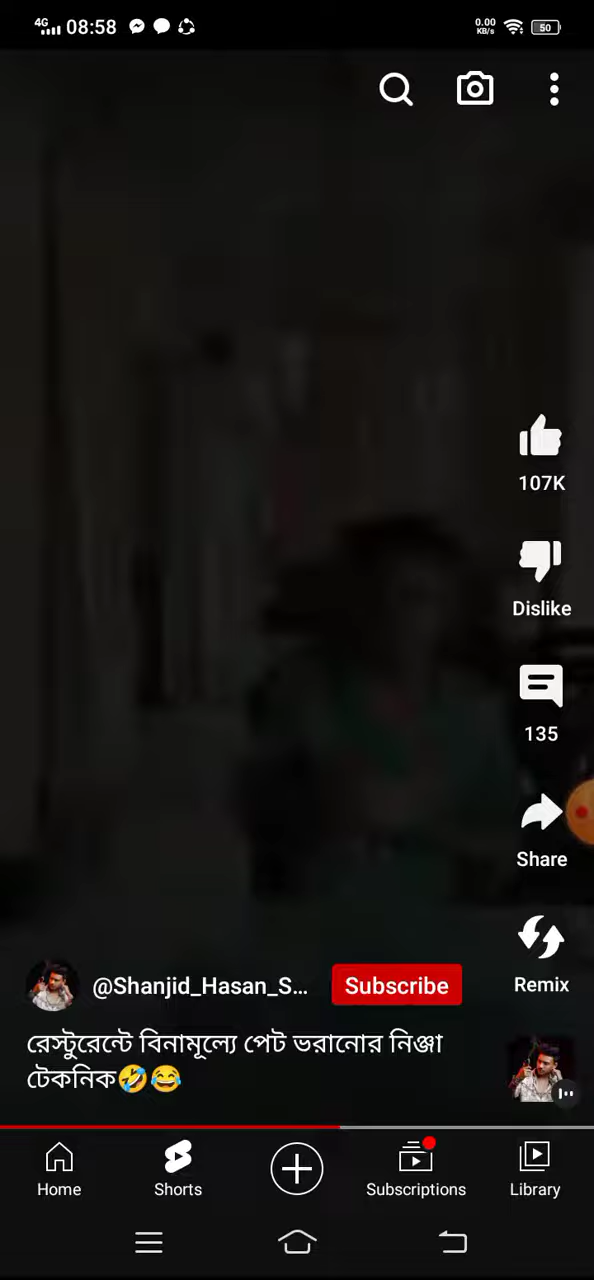 4G 08:58 0.00 KB/s 50
107K
Dislike
135
Share
Remix
@Shanjid_Hasan_S... Subscribe
রেস্টুরেন্টে বিনামূল্যে পেট ভরানোর নিঞ্জা
টেকনিক🤣😂
Home Shorts Subscriptions Library